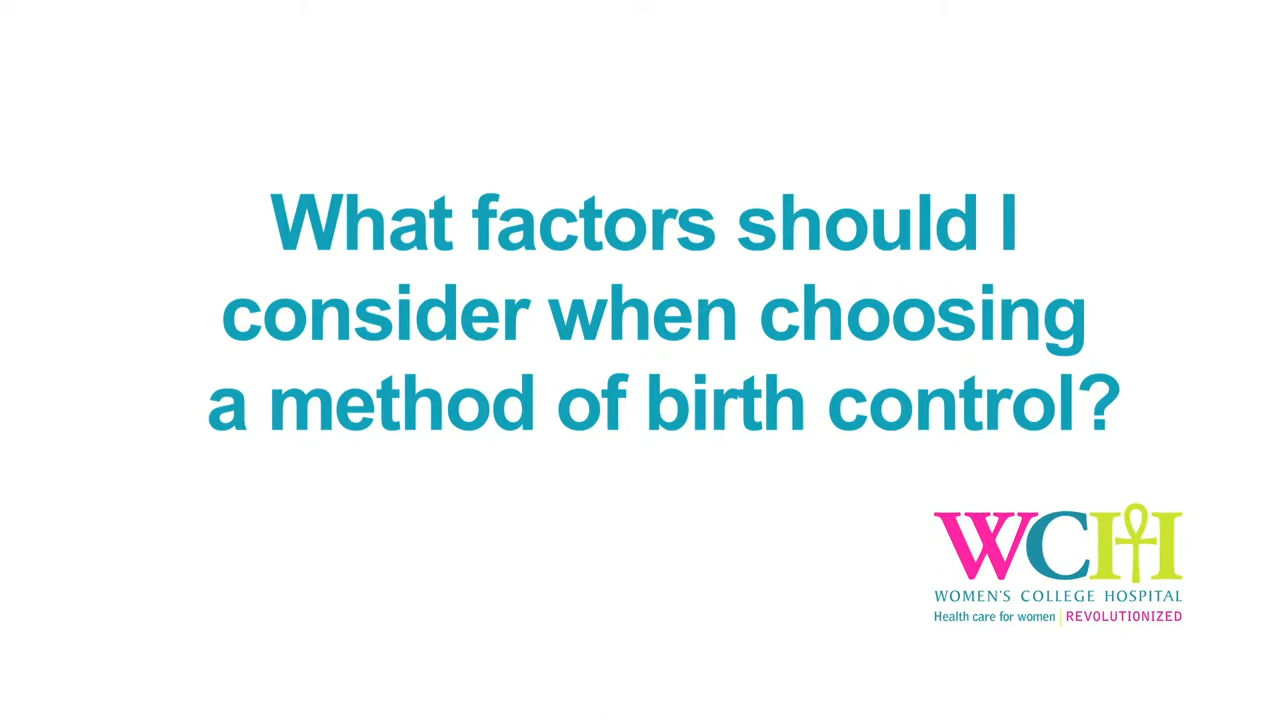 What factors should I
consider when choosing
a method of birth control?
WCH
WOMEN'S COLLEGE HOSPITAL
Health care for women | REVOLUTIONIZED